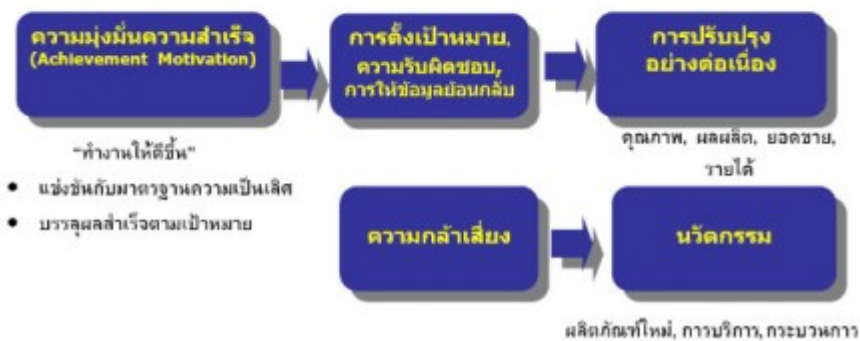 ความมุ่งมั่นความสำเร็จ
(Achievement Motivation)
การตั้งเป้าหมาย,
ความรับผิดชอบ,
การให้ข้อมูลย้อนกลับ
การปรับปรุง
อย่างต่อเนื่อง
"ทำงานให้ดีขึ้น"
• แข่งขันกับมาตรฐานความเป็นเลิศ
• บรรลุผลสำเร็จตามเป้าหมาย
คุณภาพ, ผลผลิต, ยอดขาย,
รายได้
ความกล้าเสี่ยง
นวัตกรรม
ผลิตภัณฑ์ใหม่, การบริการ, กระบวนการ